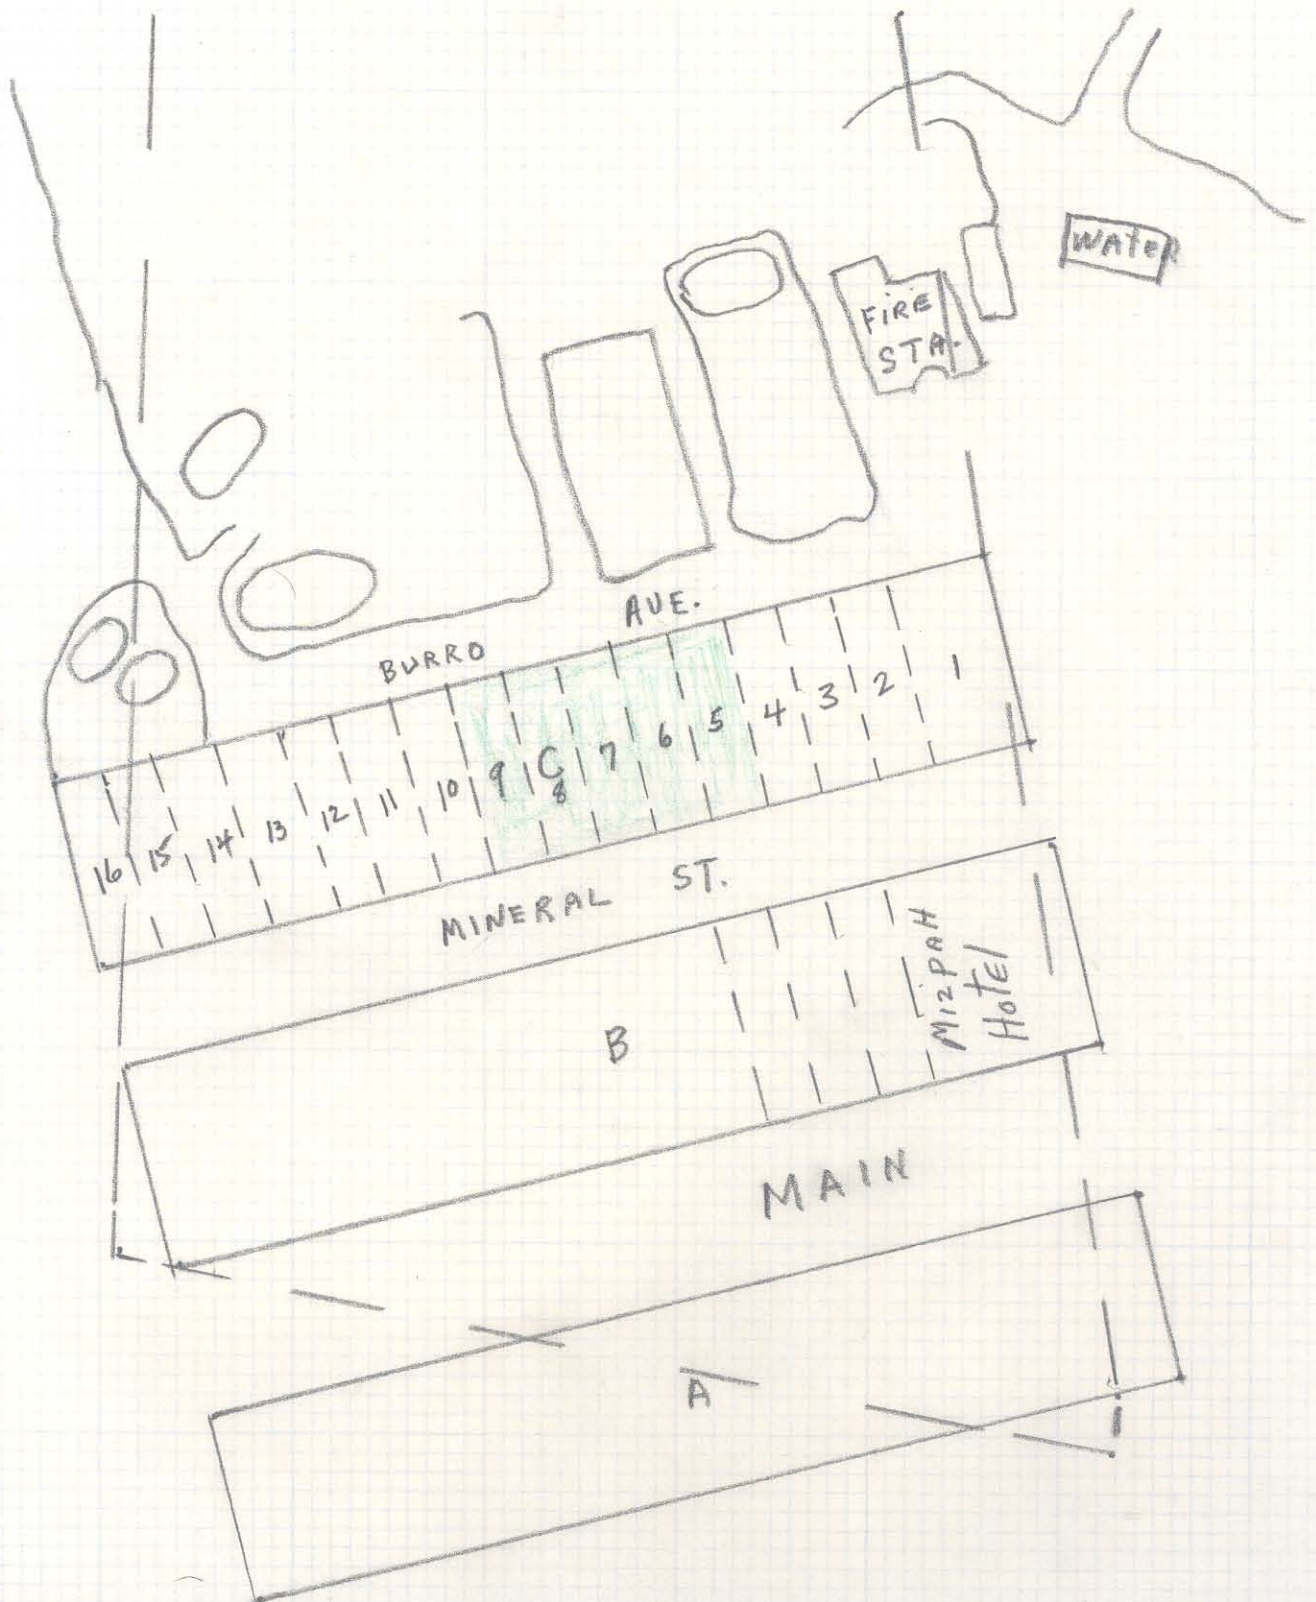 WATER
FIRE
STA.
BURRO AVE.
16 15 14 13 12 11 10 9 C 8 7 6 5 4 3 2 1
MINERAL ST.
MIZPAH
HOTEL
B
MAIN
A